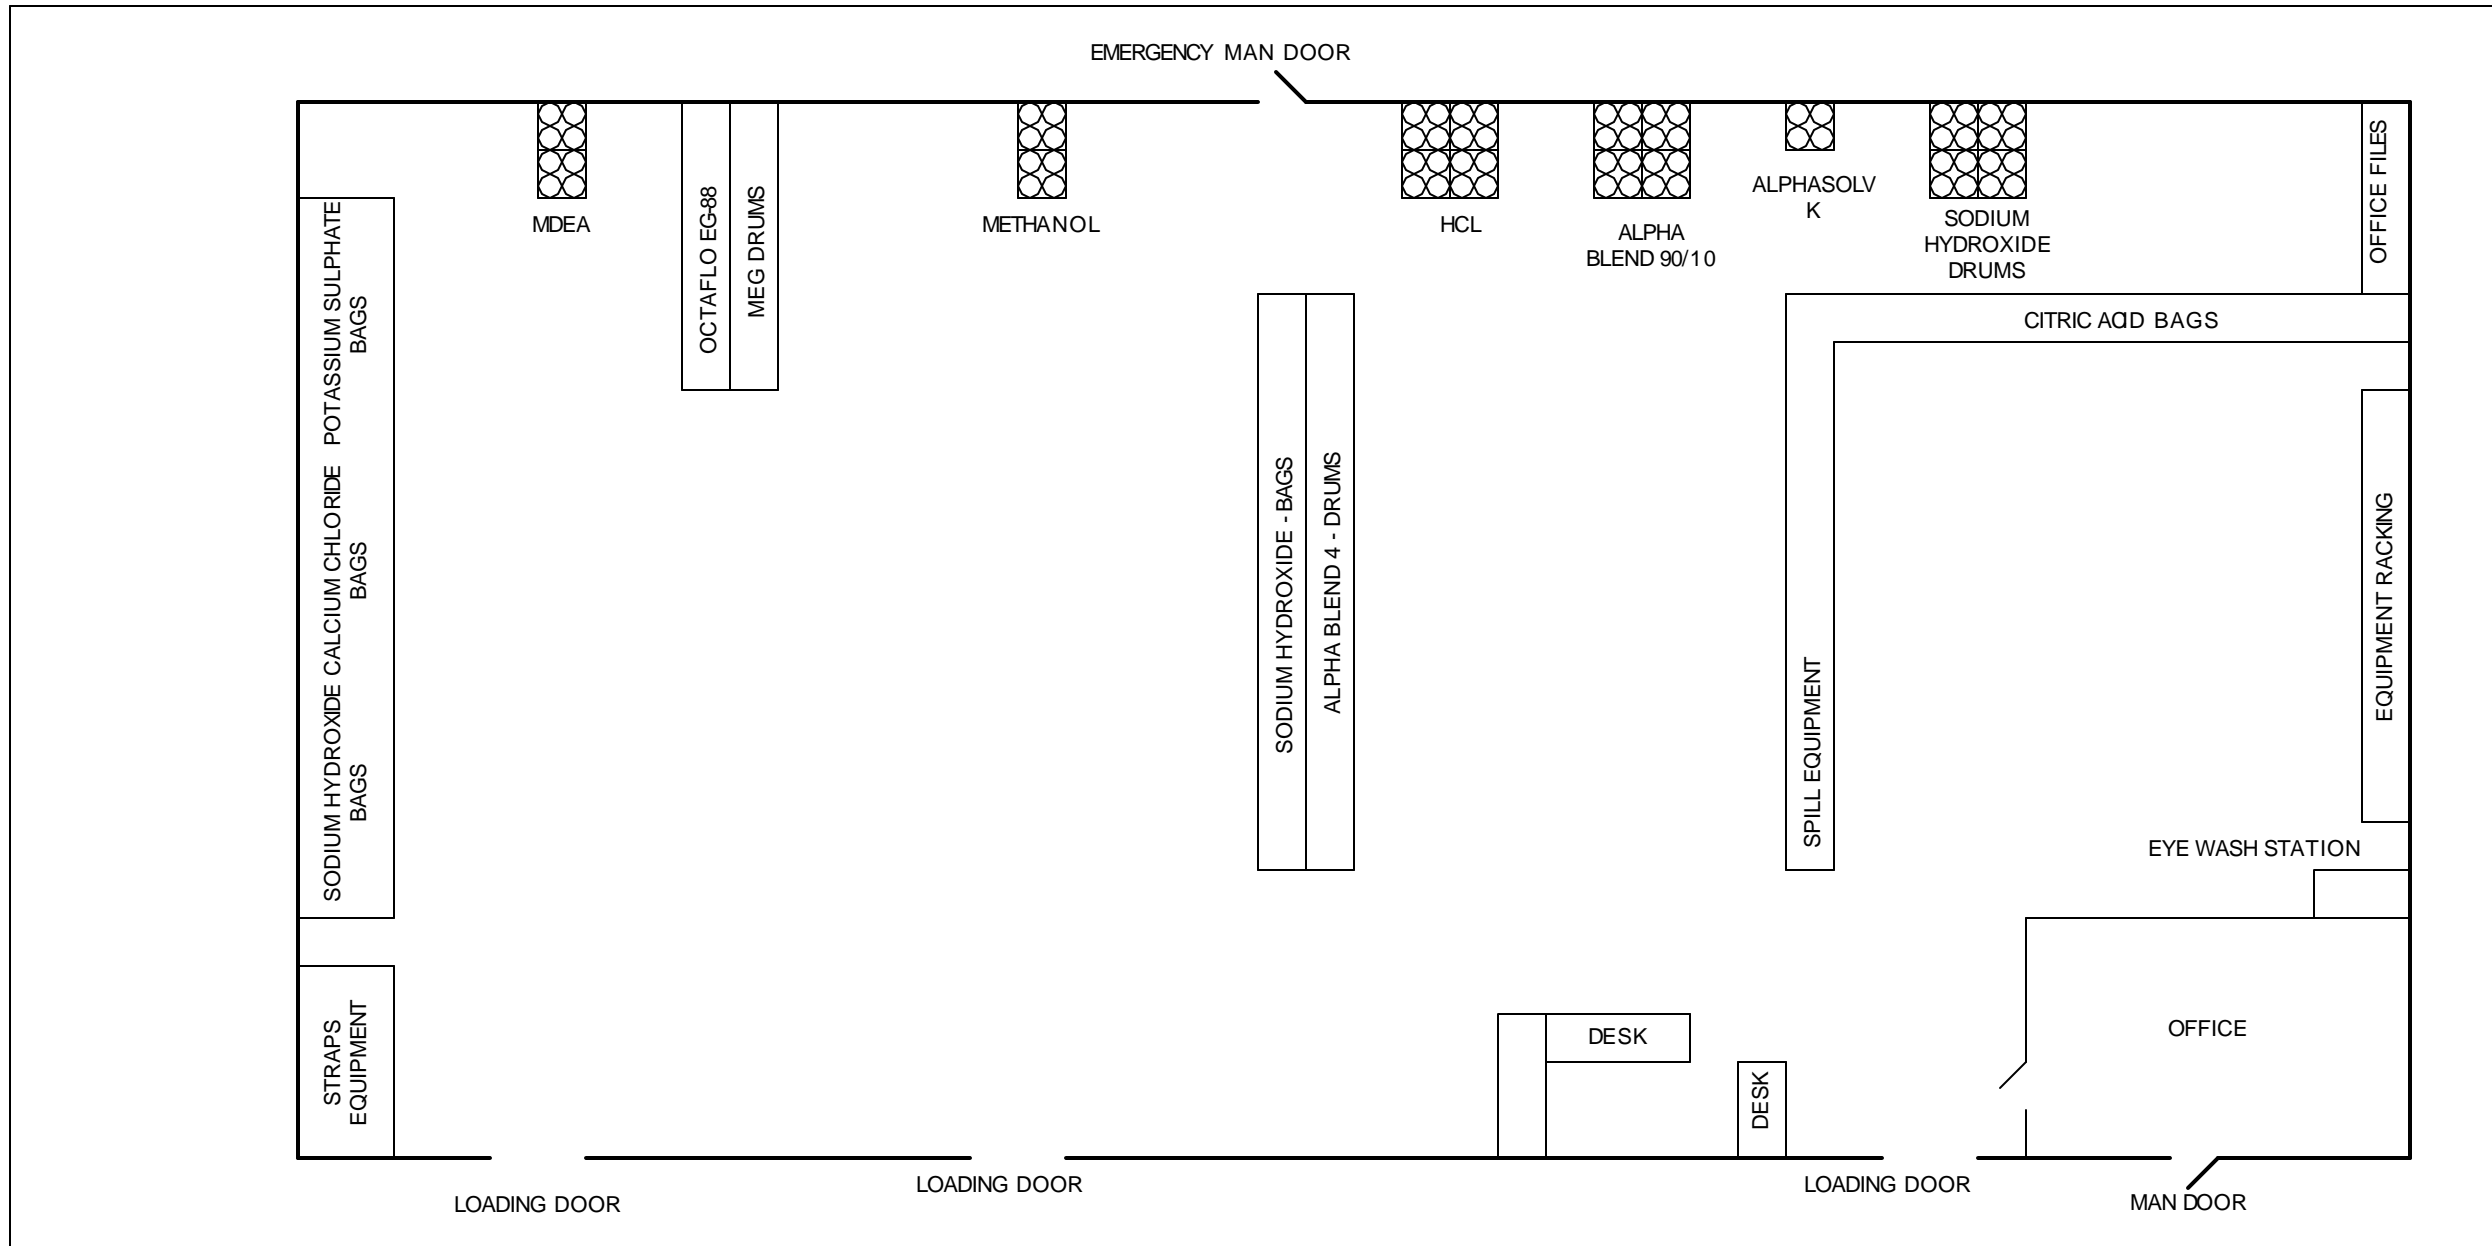 EMERGENCY MAN DOOR
MDEA
OCTAFLO EG-88
MEG DRUMS
METHANOL
HCL
ALPHA
BLEND 90/10
ALPHASOLV
K
SODIUM
HYDROXIDE
DRUMS
OFFICE FILES
POTASSIUM SULPHATE
BAGS
CALCIUM CHLORIDE
BAGS
SODIUM HYDROXIDE
BAGS
SODIUM HYDROXIDE - BAGS
ALPHA BLEND 4 - DRUMS
CITRIC ACID BAGS
SPILL EQUIPMENT
EQUIPMENT RACKING
EYE WASH STATION
STRAPS
EQUIPMENT
DESK
DESK
OFFICE
LOADING DOOR
LOADING DOOR
LOADING DOOR
MAN DOOR